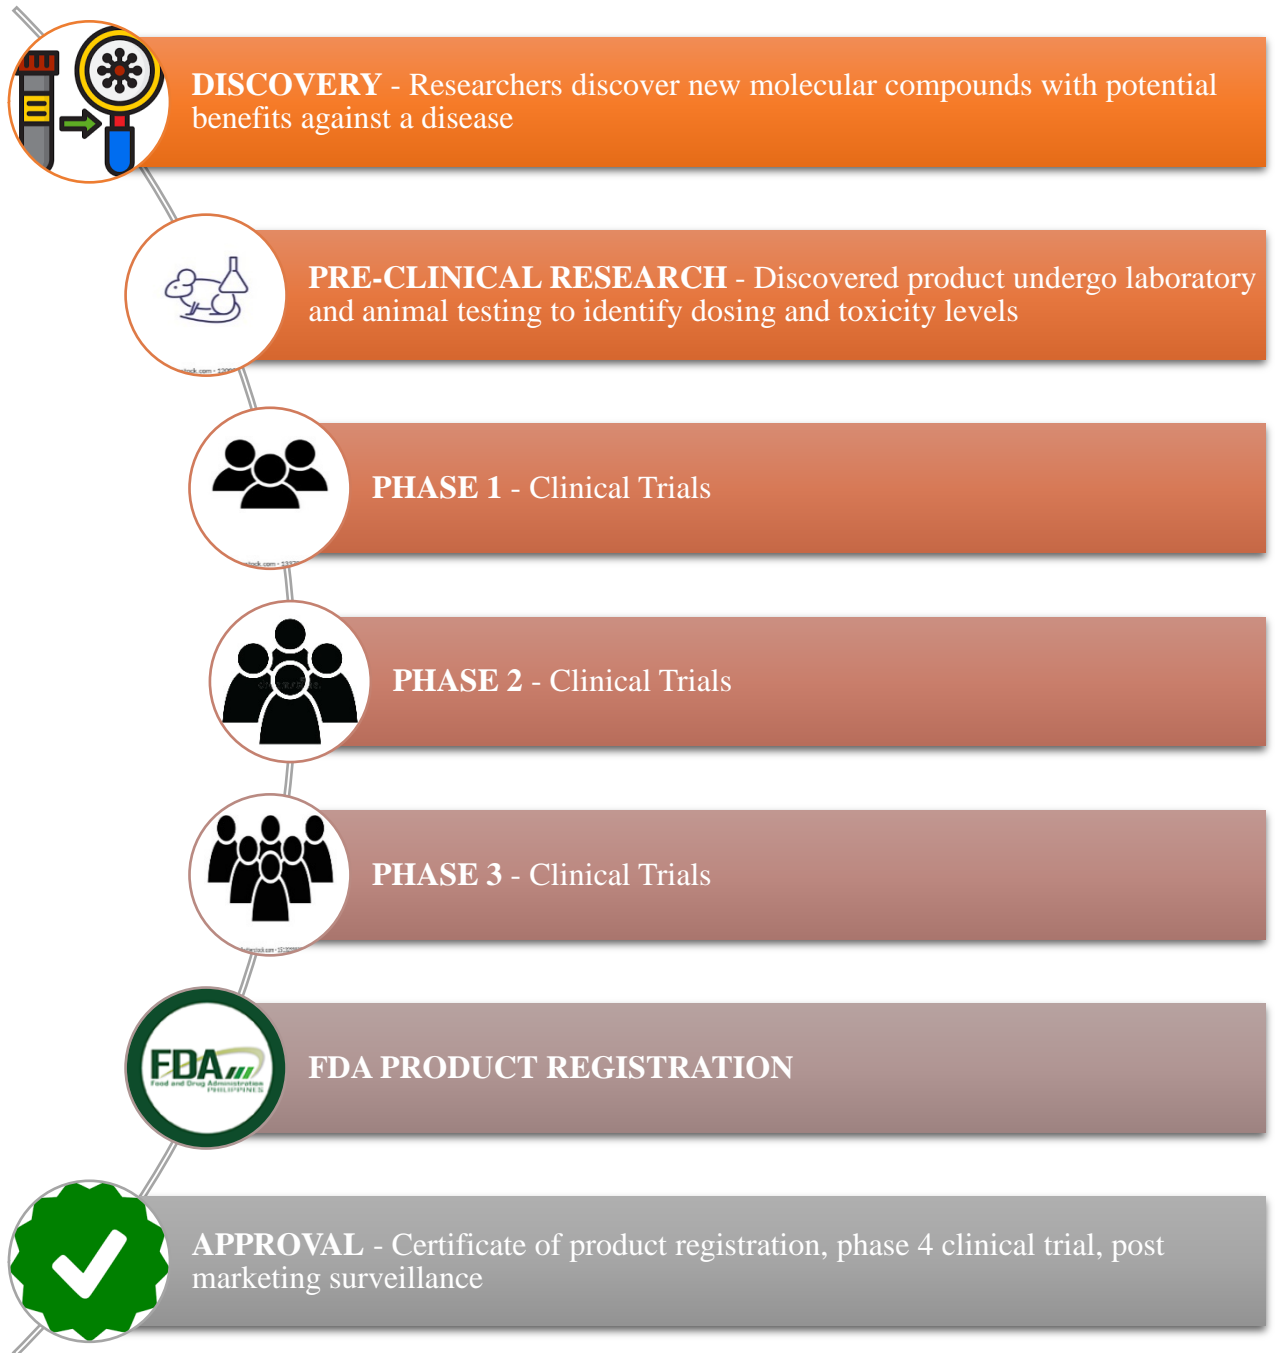 DISCOVERY - Researchers discover new molecular compounds with potential
benefits against a disease
PRE-CLINICAL RESEARCH - Discovered product undergo laboratory
and animal testing to identify dosing and toxicity levels
PHASE 1 - Clinical Trials
PHASE 2 - Clinical Trials
PHASE 3 - Clinical Trials
FDA
Food and Drug Administration
PHILIPPINES
FDA PRODUCT REGISTRATION
APPROVAL - Certificate of product registration, phase 4 clinical trial, post
marketing surveillance